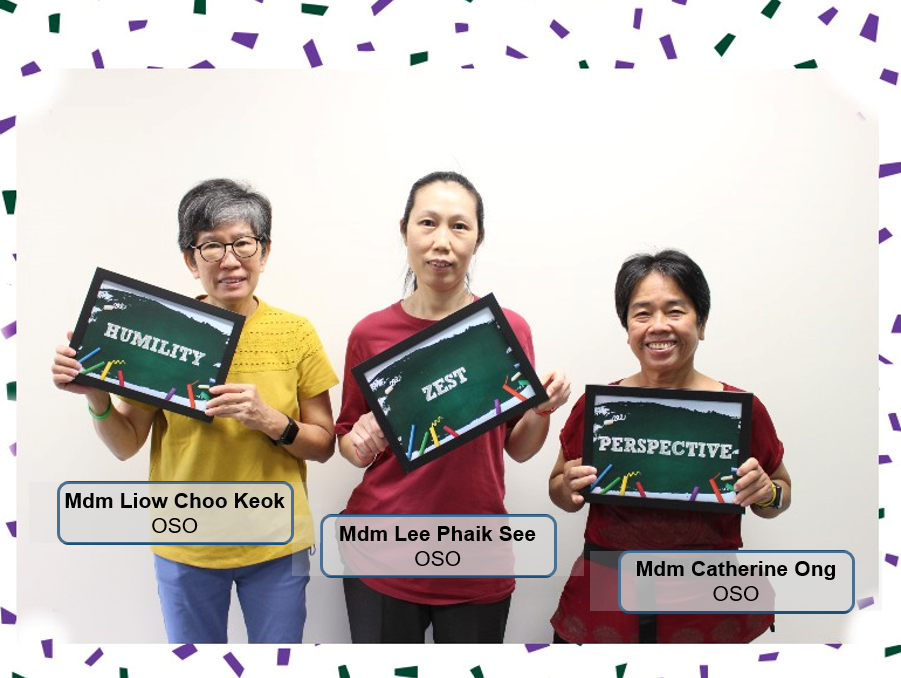 HUMILITY
ZEST
PERSPECTIVE
Mdm Liow Choo Keok
OSO
Mdm Lee Phaik See
OSO
Mdm Catherine Ong
OSO